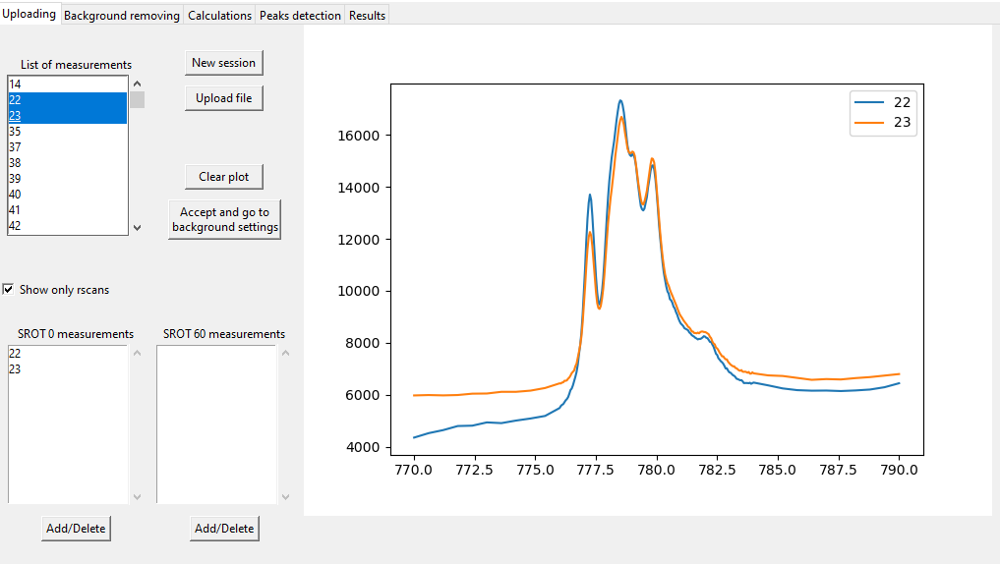 Uploading Background removing Calculations Peaks detection Results
List of measurements
14
22
23
35
37
38
39
40
41
42
New session
Upload file
Clear plot
Accept and go to
background settings
Show only rscans
SROT 0 measurements
22
23
Add/Delete
SROT 60 measurements
Add/Delete
22
23
16000
14000
12000
10000
8000
6000
4000
770.0 772.5 775.0 777.5 780.0 782.5 785.0 787.5 790.0